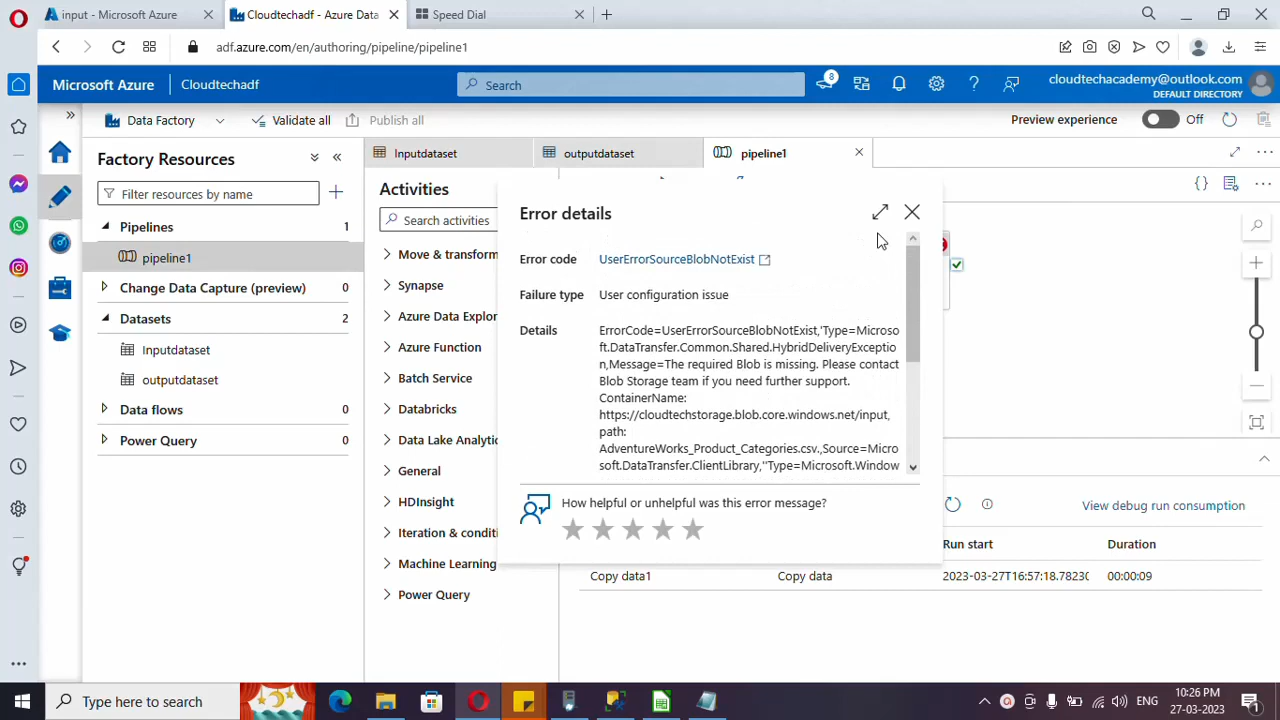 input - Microsoft Azure
Cloudtechadf - Azure Data
Speed Dial
adf.azure.com/en/authoring/pipeline/pipeline1
Microsoft Azure
Cloudtechadf
Search
8
cloudtechacademy@outlook.com
DEFAULT DIRECTORY
Data Factory
Validate all
Publish all
Preview experience
Off
Factory Resources
Filter resources by name
Pipelines
1
pipeline1
Change Data Capture (preview)
0
Datasets
2
Inputdataset
outputdataset
Data flows
0
Power Query
0
Inputdataset
outputdataset
pipeline1
Activities
Search activities
Move & transform
Synapse
Azure Data Explor
Azure Function
Batch Service
Databricks
Data Lake Analytic
General
HDInsight
Iteration & conditi
Machine Learning
Power Query
Error details
Error code
UserErrorSourceBlobNotExist
Failure type
User configuration issue
Details
ErrorCode=UserErrorSourceBlobNotExist,'Type=Microso
ft.DataTransfer.Common.Shared.HybridDeliveryExceptio
n,Message=The required Blob is missing. Please contact
Blob Storage team if you need further support.
ContainerName:
https://cloudtechstorage.blob.core.windows.net/input,
path:
AdventureWorks_Product_Categories.csv.,Source=Micro
soft.DataTransfer.ClientLibrary,''Type=Microsoft.Window
How helpful or unhelpful was this error message?
View debug run consumption
Run start
Duration
Copy data1
Copy data
2023-03-27T16:57:18.7823(
00:00:09
Type here to search
ENG
10:26 PM
27-03-2023
1